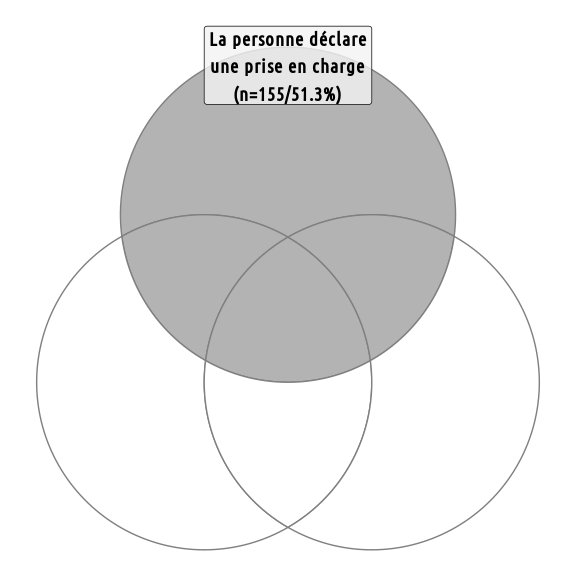 La personne déclare
une prise en charge
(n=155/51.3%)